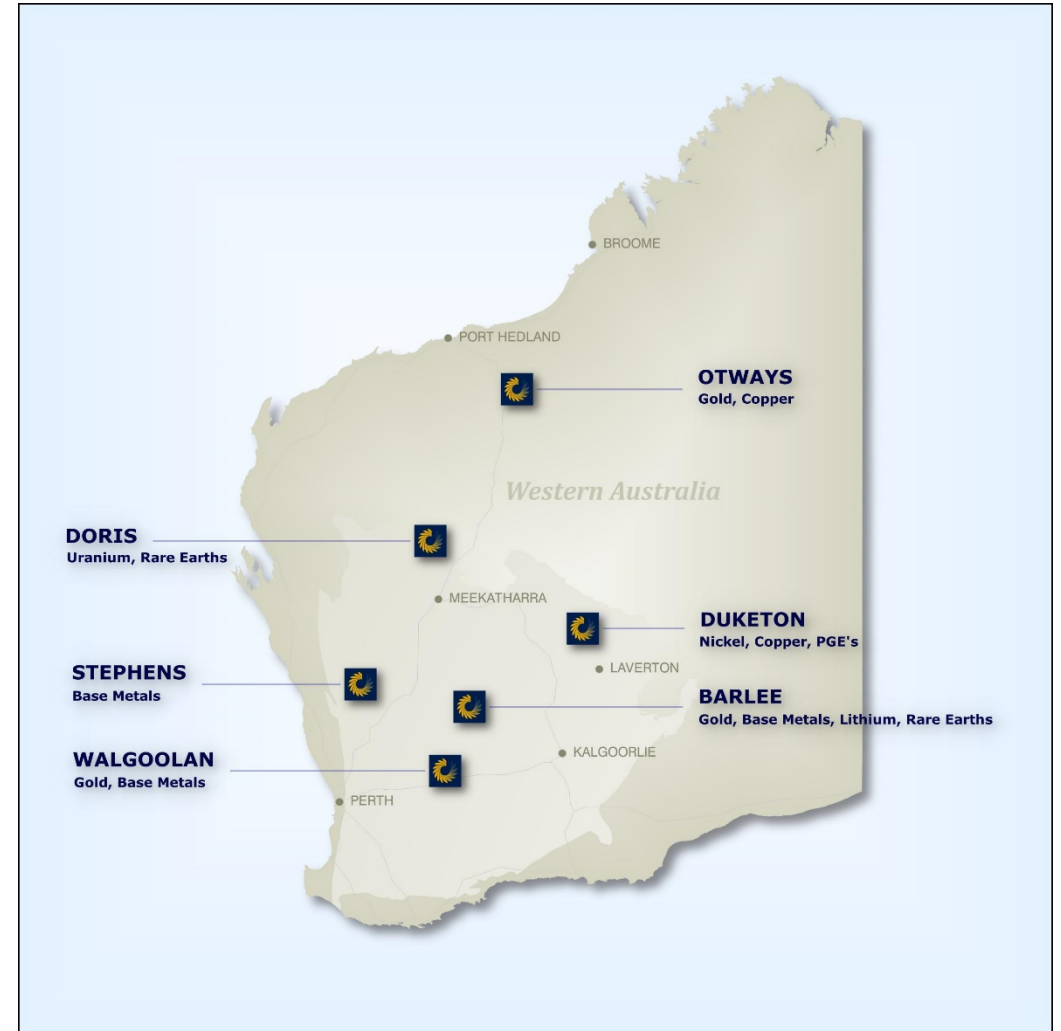 BROOME
PORT HEDLAND
OTWAYS
Gold, Copper
Western Australia
DORIS
Uranium, Rare Earths
MEEKATHARRA
DUKETON
Nickel, Copper, PGE's
STEPHENS
Base Metals
LAVERTON
BARLEE
Gold, Base Metals, Lithium, Rare Earths
WALGOOLAN
Gold, Base Metals
KALGOORLIE
PERTH